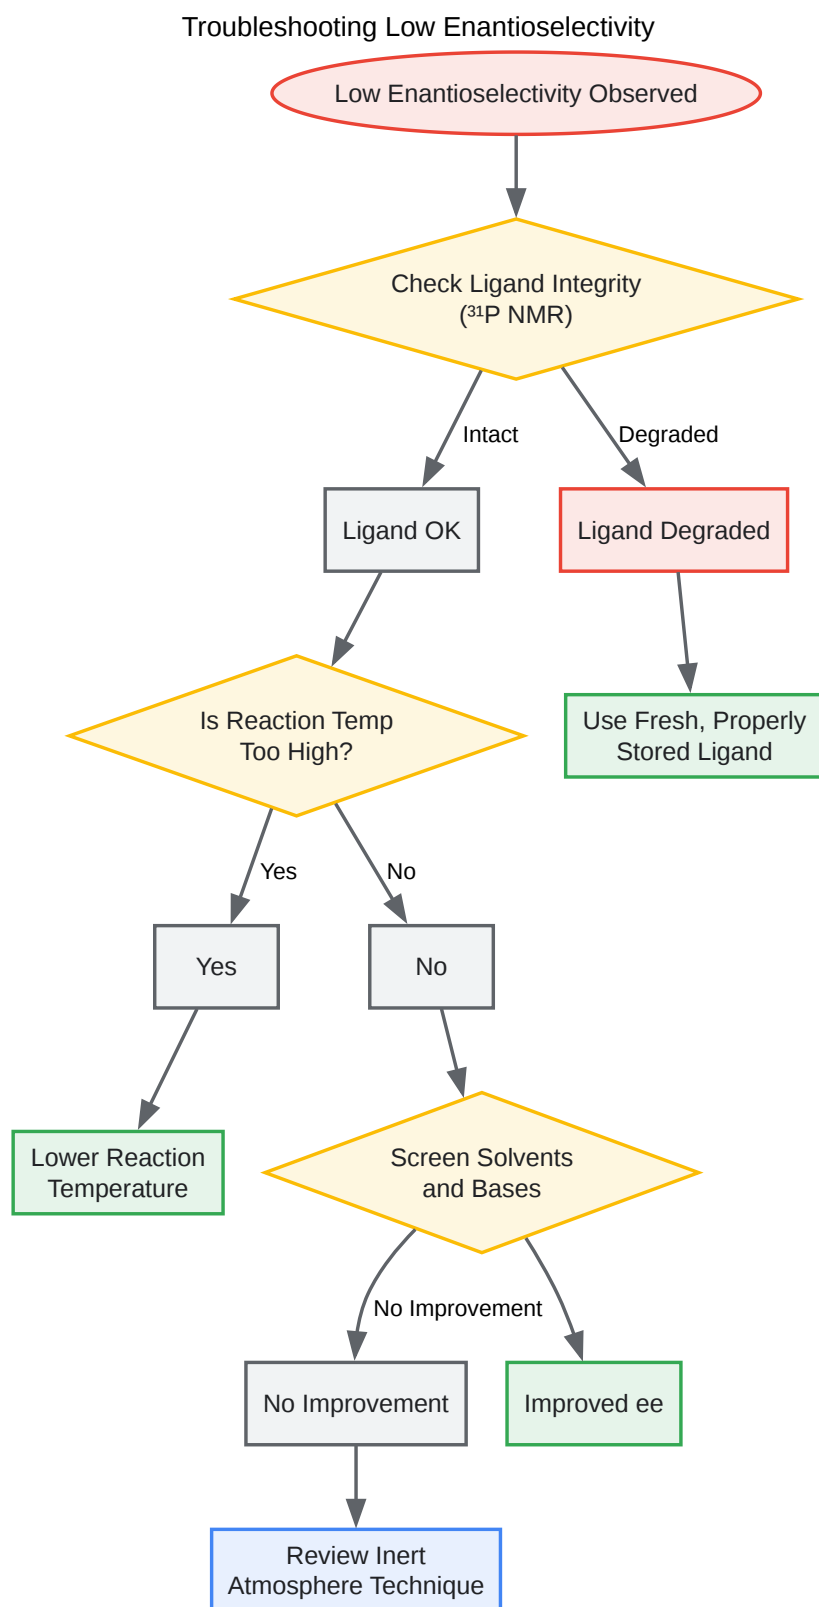 Troubleshooting Low Enantioselectivity
Low Enantioselectivity Observed
Check Ligand Integrity
(³¹P NMR)
Intact
Degraded
Ligand OK
Ligand Degraded
Is Reaction Temp
Too High?
Use Fresh, Properly
Stored Ligand
Yes
No
Yes
No
Lower Reaction
Temperature
Screen Solvents
and Bases
No Improvement
No Improvement
Improved ee
Review Inert
Atmosphere Technique